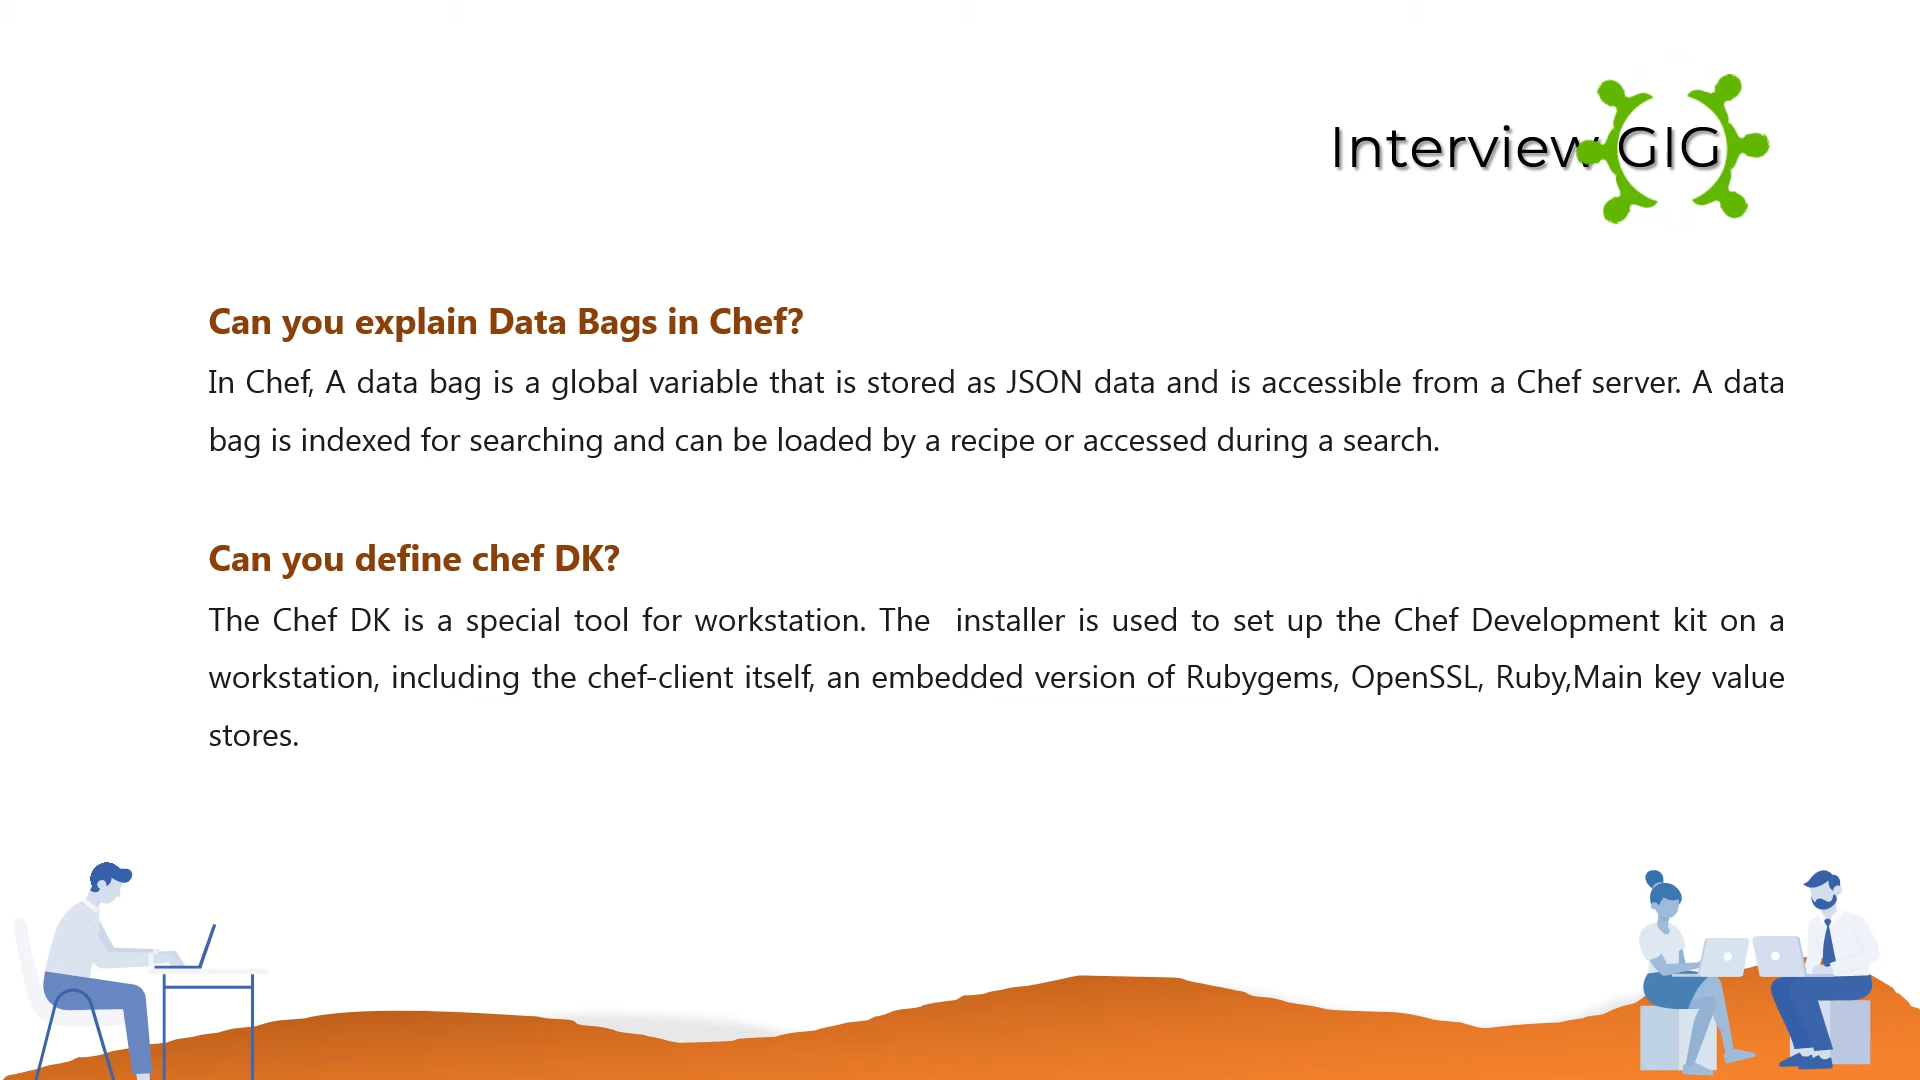 Interview GIG
Can you explain Data Bags in Chef?
In Chef, A data bag is a global variable that is stored as JSON data and is accessible from a Chef server. A data
bag is indexed for searching and can be loaded by a recipe or accessed during a search.
Can you define chef DK?
The Chef DK is a special tool for workstation. The  installer is used to set up the Chef Development kit on a
workstation, including the chef-client itself, an embedded version of Rubygems, OpenSSL, Ruby,Main key value
stores.